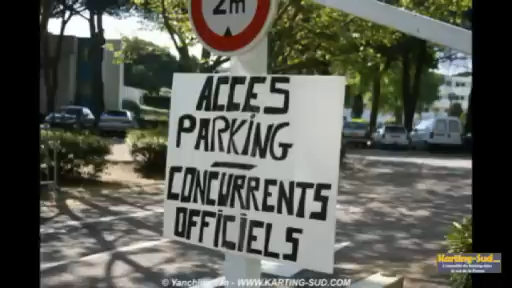 2m
ACCES
PARKING
–
CONCURRENTS
OFFICIELS
Karting-Sud
WWW.KARTING-SUD.COM